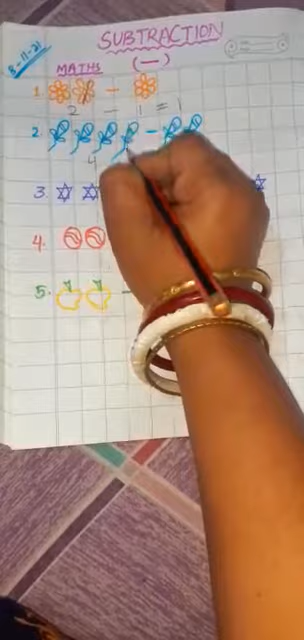 SUBTRACTION
8-11-21
MATHS (-)
1. -
2 - 1 = 1
2. -
4
3.
4.
5. -